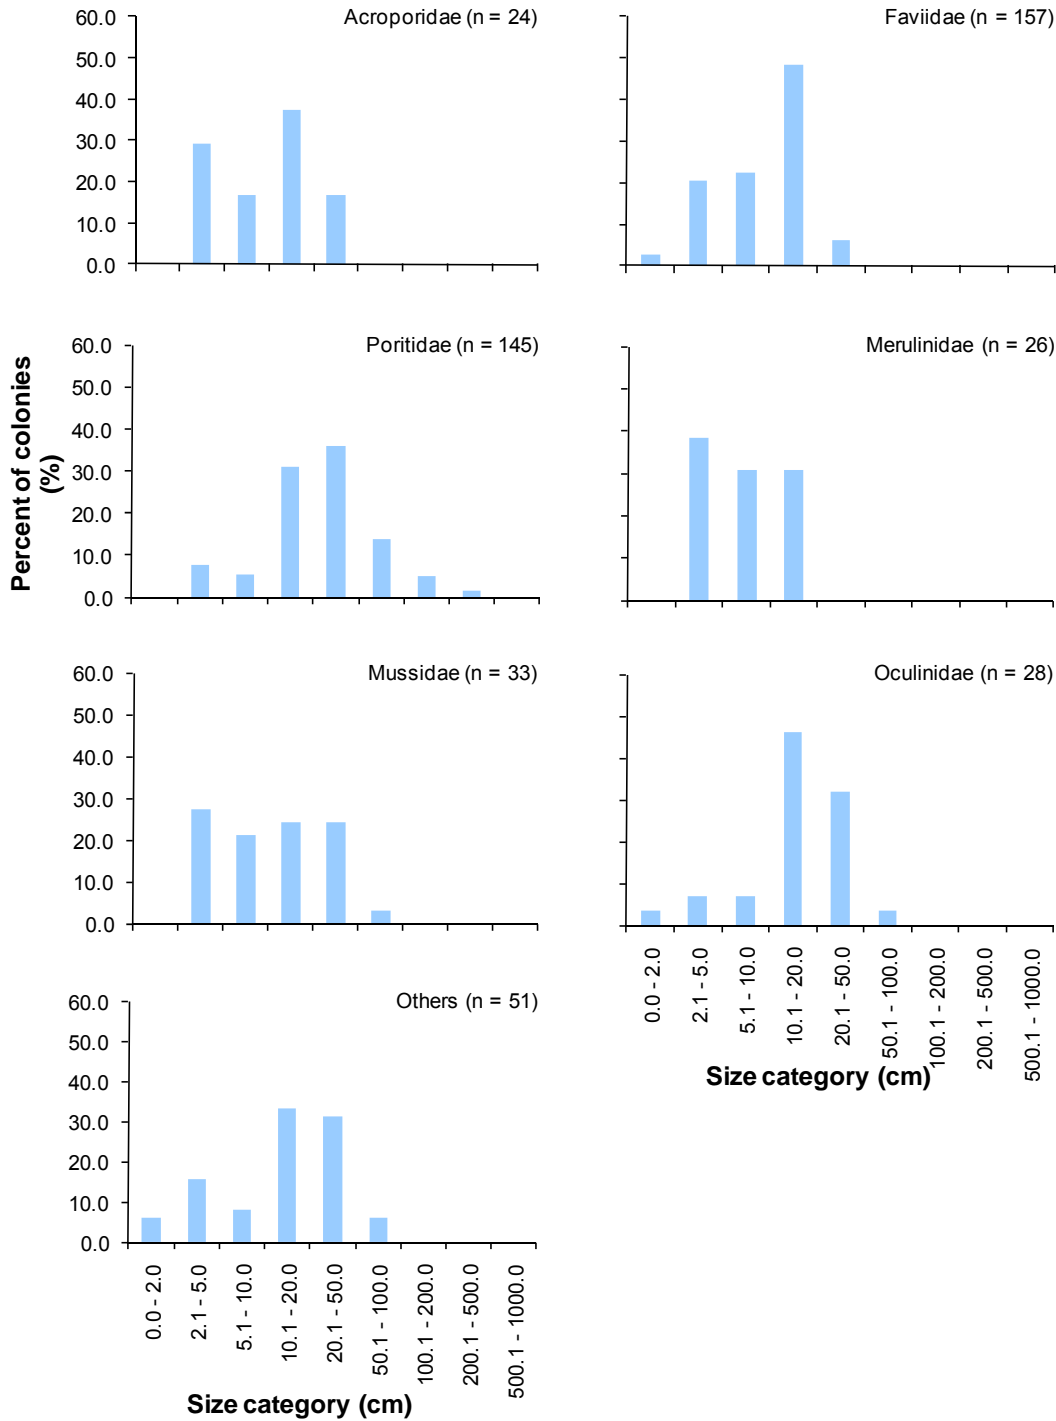 Acroporidae (n = 24)
60.0
50.0
40.0
30.0
20.0
10.0
0.0
Faviidae (n = 157)
Percent of colonies
(%)
Poritidae (n = 145)
60.0
50.0
40.0
30.0
20.0
10.0
0.0
Merulinidae (n = 26)
Mussidae (n = 33)
60.0
50.0
40.0
30.0
20.0
10.0
0.0
Oculinidae (n = 28)
0.0 - 2.0
2.1 - 5.0
5.1 - 10.0
10.1 - 20.0
20.1 - 50.0
50.1 - 100.0
100.1 - 200.0
200.1 - 500.0
500.1 - 1000.0
Size category (cm)
Others (n = 51)
60.0
50.0
40.0
30.0
20.0
10.0
0.0
0.0 - 2.0
2.1 - 5.0
5.1 - 10.0
10.1 - 20.0
20.1 - 50.0
50.1 - 100.0
100.1 - 200.0
200.1 - 500.0
500.1 - 1000.0
Size category (cm)